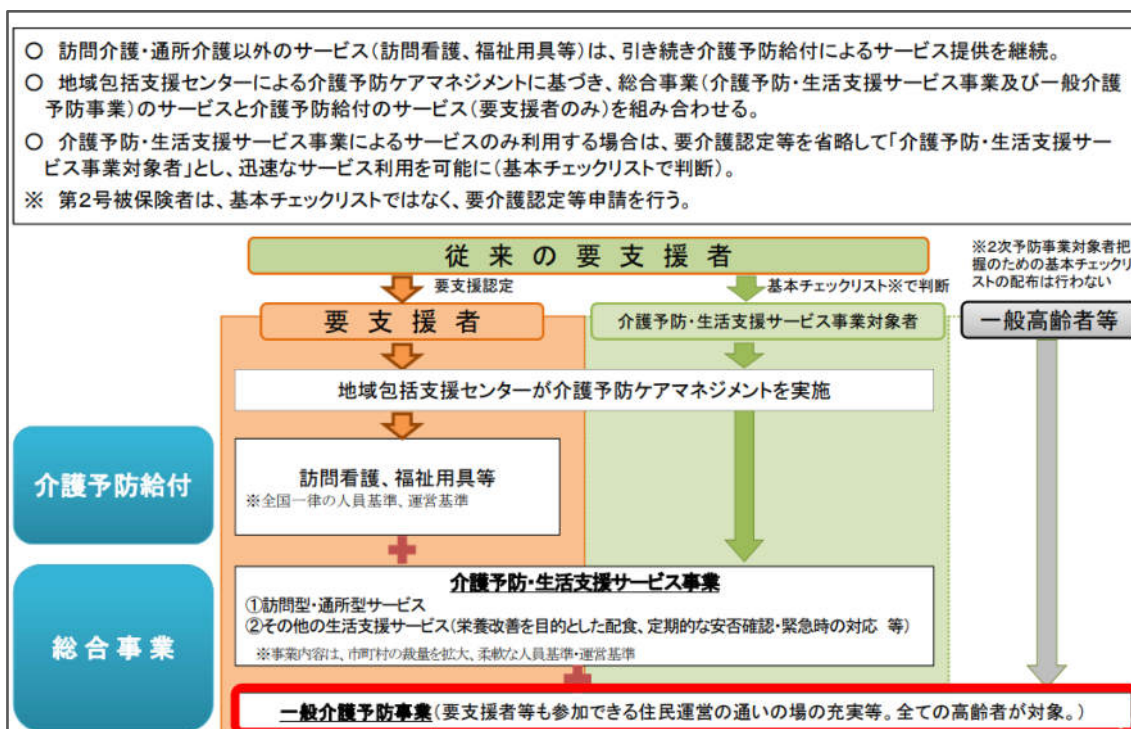 ○ 訪問介護・通所介護以外のサービス(訪問看護、福祉用具等)は、引き続き介護予防給付によるサービス提供を継続。
○ 地域包括支援センターによる介護予防ケアマネジメントに基づき、総合事業(介護予防・生活支援サービス事業及び一般介護
予防事業)のサービスと介護予防給付のサービス(要支援者のみ)を組み合わせる。
○ 介護予防・生活支援サービス事業によるサービスのみ利用する場合は、要介護認定等を省略して「介護予防・生活支援サー
ビス事業対象者」とし、迅速なサービス利用を可能に(基本チェックリストで判断)。
※ 第2号被保険者は、基本チェックリストではなく、要介護認定等申請を行う。
従来の要支援者
※2次予防事業対象者把
握のための基本チェックリ
ストの配布は行わない
要支援認定
基本チェックリスト※で判断
要支援者
介護予防・生活支援サービス事業対象者
一般高齢者等
地域包括支援センターが介護予防ケアマネジメントを実施
介護予防給付
訪問看護、福祉用具等
※全国一律の人員基準、運営基準
総合事業
介護予防・生活支援サービス事業
①訪問型・通所型サービス
②その他の生活支援サービス(栄養改善を目的とした配食、定期的な安否確認・緊急時の対応 等)
※事業内容は、市町村の裁量を拡大、柔軟な人員基準・運営基準
一般介護予防事業(要支援者等も参加できる住民運営の通いの場の充実等。全ての高齢者が対象。)